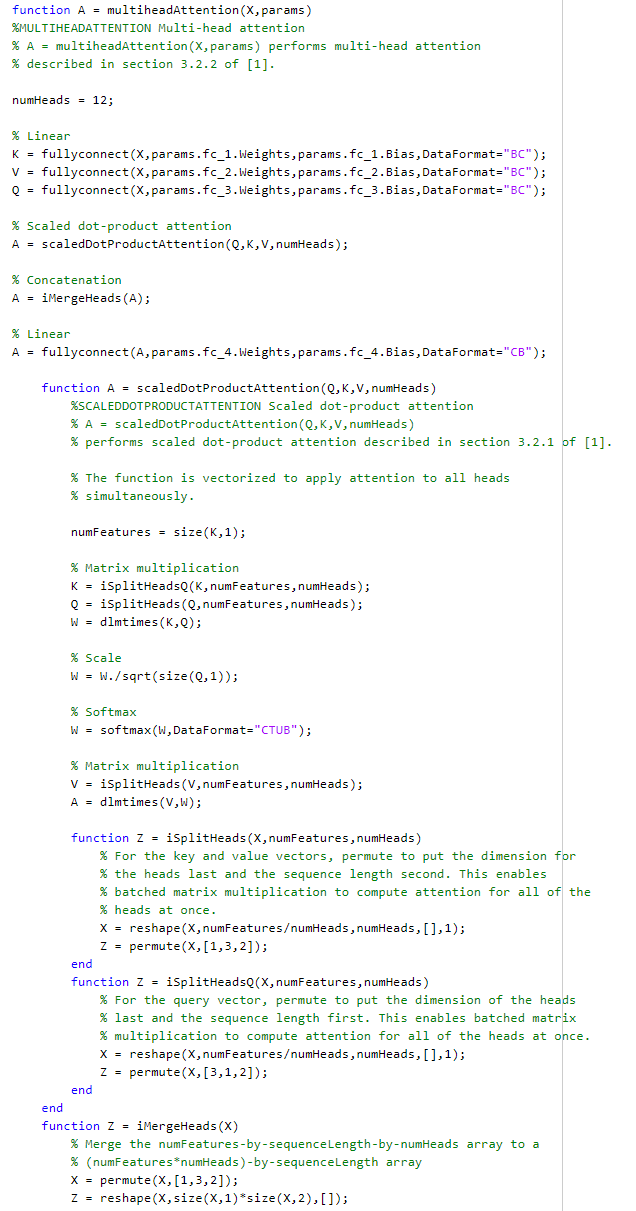 function A = multiheadAttention(X,params)
%MULTIHEADATTENTION Multi-head attention
% A = multiheadAttention(X,params) performs multi-head attention
% described in section 3.2.2 of [1].
numHeads = 12;
% Linear
K = fullyconnect(X,params.fc_1.Weights,params.fc_1.Bias,DataFormat="BC");
V = fullyconnect(X,params.fc_2.Weights,params.fc_2.Bias,DataFormat="BC");
Q = fullyconnect(X,params.fc_3.Weights,params.fc_3.Bias,DataFormat="BC");
% Scaled dot-product attention
A = scaledDotProductAttention(Q,K,V,numHeads);
% Concatenation
A = iMergeHeads(A);
% Linear
A = fullyconnect(A,params.fc_4.Weights,params.fc_4.Bias,DataFormat="CB");
function A = scaledDotProductAttention(Q,K,V,numHeads)
%SCALEDDOTPRODUCTATTENTION Scaled dot-product attention
% A = scaledDotProductAttention(Q,K,V,numHeads)
% performs scaled dot-product attention described in section 3.2.1 of [1].
% The function is vectorized to apply attention to all heads
% simultaneously.
numFeatures = size(K,1);
% Matrix multiplication
K = iSplitHeadsQ(K,numFeatures,numHeads);
Q = iSplitHeads(Q,numFeatures,numHeads);
W = dlmtimes(K,Q);
% Scale
W = W./sqrt(size(Q,1));
% Softmax
W = softmax(W,DataFormat="CTUB");
% Matrix multiplication
V = iSplitHeads(V,numFeatures,numHeads);
A = dlmtimes(V,W);
function Z = iSplitHeads(X,numFeatures,numHeads)
% For the key and value vectors, permute to put the dimension for
% the heads last and the sequence length second. This enables
% batched matrix multiplication to compute attention for all of the
% heads at once.
X = reshape(X,numFeatures/numHeads,numHeads,[],1);
Z = permute(X,[1,3,2]);
end
function Z = iSplitHeadsQ(X,numFeatures,numHeads)
% For the query vector, permute to put the dimension of the heads
% last and the sequence length first. This enables batched matrix
% multiplication to compute attention for all of the heads at once.
X = reshape(X,numFeatures/numHeads,numHeads,[],1);
Z = permute(X,[3,1,2]);
end
end
function Z = iMergeHeads(X)
% Merge the numFeatures-by-sequenceLength-by-numHeads array to a
% (numFeatures*numHeads)-by-sequenceLength array
X = permute(X,[1,3,2]);
Z = reshape(X,size(X,1)*size(X,2),[]);